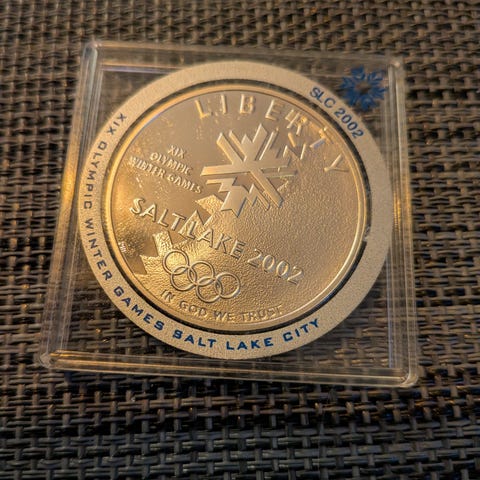 LIBERTY
XIX
OLYMPIC
WINTER GAMES
SALT LAKE 2002
IN GOD WE TRUST
SLC 2002
XIX OLYMPIC WINTER GAMES SALT LAKE CITY